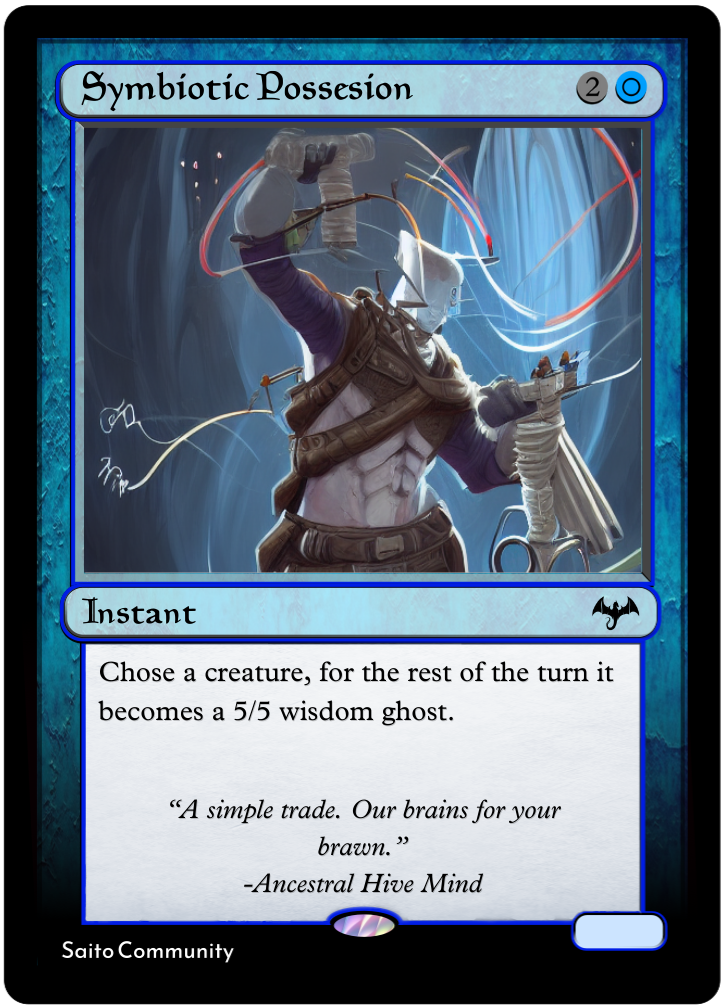 Symbiotic Possesion 2
Instant
Chose a creature, for the rest of the turn it
becomes a 5/5 wisdom ghost.
“A simple trade. Our brains for your
brawn.”
-Ancestral Hive Mind
Saito Community